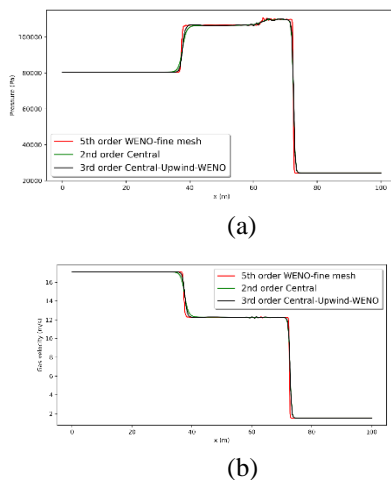 100000
80000
60000
40000
20000
Pressure (Pa)
5th order WENO-fine mesh
2nd order Central
3rd order Central-Upwind-WENO
0 20 40 60 80 100
x (m)
(a)
16
14
12
10
8
6
4
2
Gas velocity (m/s)
5th order WENO-fine mesh
2nd order Central
3rd order Central-Upwind-WENO
0 20 40 60 80 100
x (m)
(b)